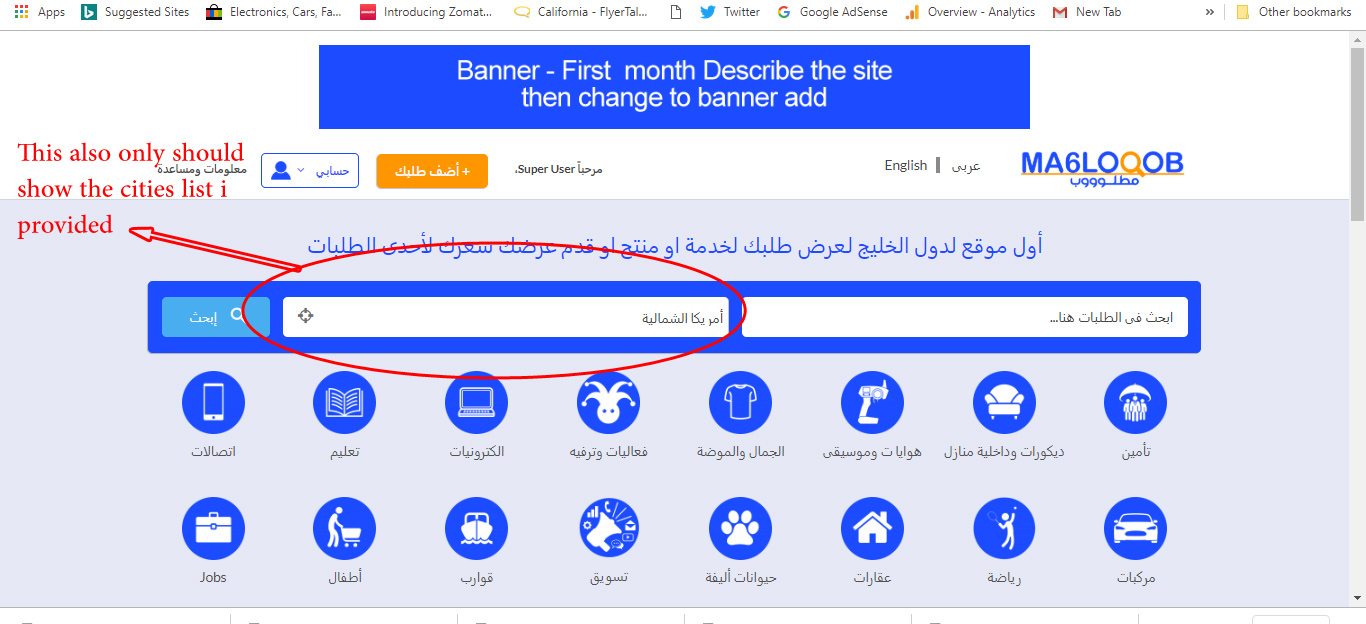 Apps
Suggested Sites
Electronics, Cars, Fa...
Introducing Zomat...
California - FlyerTal...
Twitter
Google AdSense
Overview - Analytics
New Tab
»
Other bookmarks
Banner - First month Describe the site
then change to banner add
This also only should
show the cities list i
provided
MA6LOQOB
مطلــوووب
عربى
English
مرحباً Super User،
+ أضف طلبك
حسابي
معلومات ومساعدة
أول موقع لدول الخليج لعرض طلبك لخدمة او منتج او قدم عرضك سعرك لأحدى الطلبات
ابحث فى الطلبات هنا...
أمريكا الشمالية
إبحث
تأمين
ديكورات وداخلية منازل
هوايات وموسيقى
الجمال والموضة
فعاليات وترفيه
الكترونيات
تعليم
اتصالات
مركبات
رياضة
عقارات
حيوانات أليفة
تسويق
قوارب
أطفال
Jobs